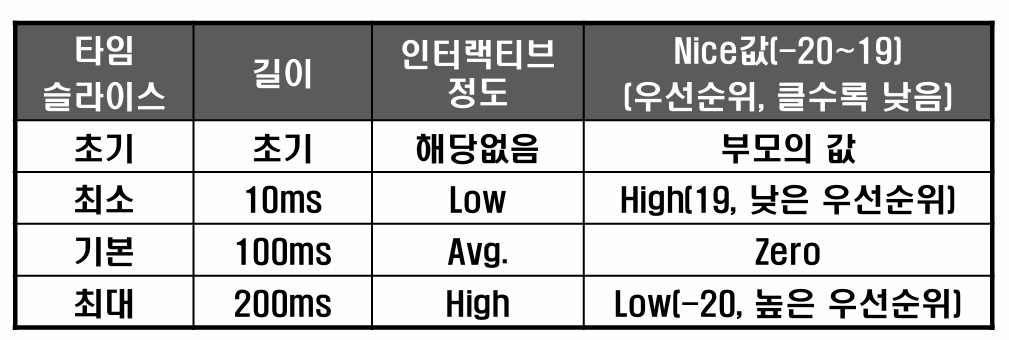 타임 슬라이스 길이 인터랙티브 정도 Nice값(-20~19) (우선순위, 클수록 낮음)
초기 초기 해당없음 부모의 값
최소 10ms Low High(19, 낮은 우선순위)
기본 100ms Avg. Zero
최대 200ms High Low(-20, 높은 우선순위)